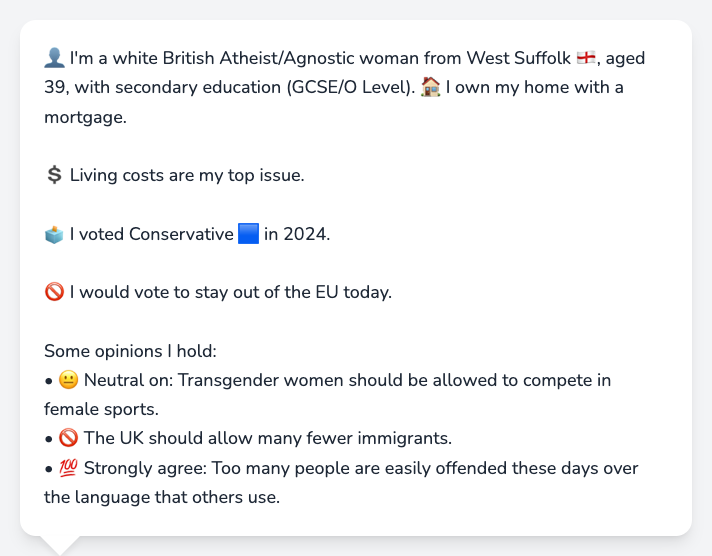 👤 I'm a white British Atheist/Agnostic woman from West Suffolk 🏴󠁧󠁢󠁥󠁮󠁧󠁿, aged
39, with secondary education (GCSE/O Level). 🏠 I own my home with a
mortgage.
💲 Living costs are my top issue.
🗳️ I voted Conservative 🟦 in 2024.
🚫 I would vote to stay out of the EU today.
Some opinions I hold:
• 😐 Neutral on: Transgender women should be allowed to compete in
female sports.
• 🚫 The UK should allow many fewer immigrants.
• 💯 Strongly agree: Too many people are easily offended these days over
the language that others use.